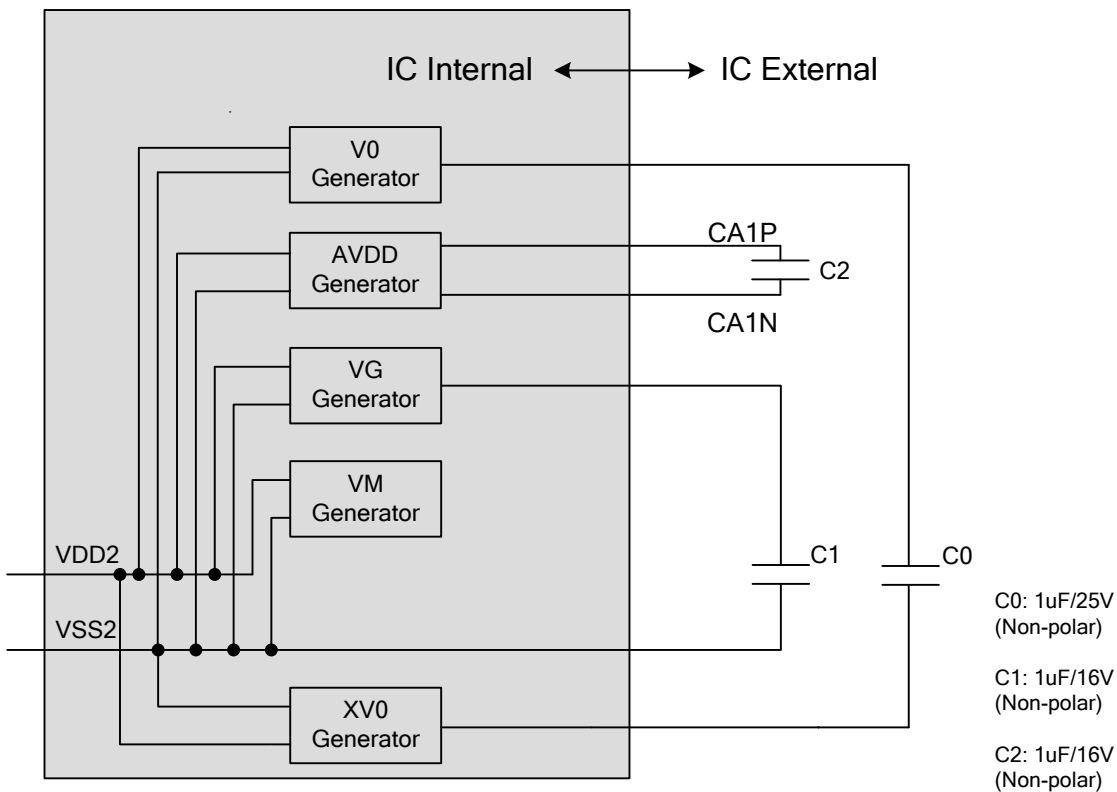 IC Internal
IC External
V0
Generator
CA1P
AVDD
Generator
C2
CA1N
VG
Generator
VM
Generator
VDD2
C1
C0
VSS2
XV0
Generator
C0: 1uF/25V
(Non-polar)
C1: 1uF/16V
(Non-polar)
C2: 1uF/16V
(Non-polar)